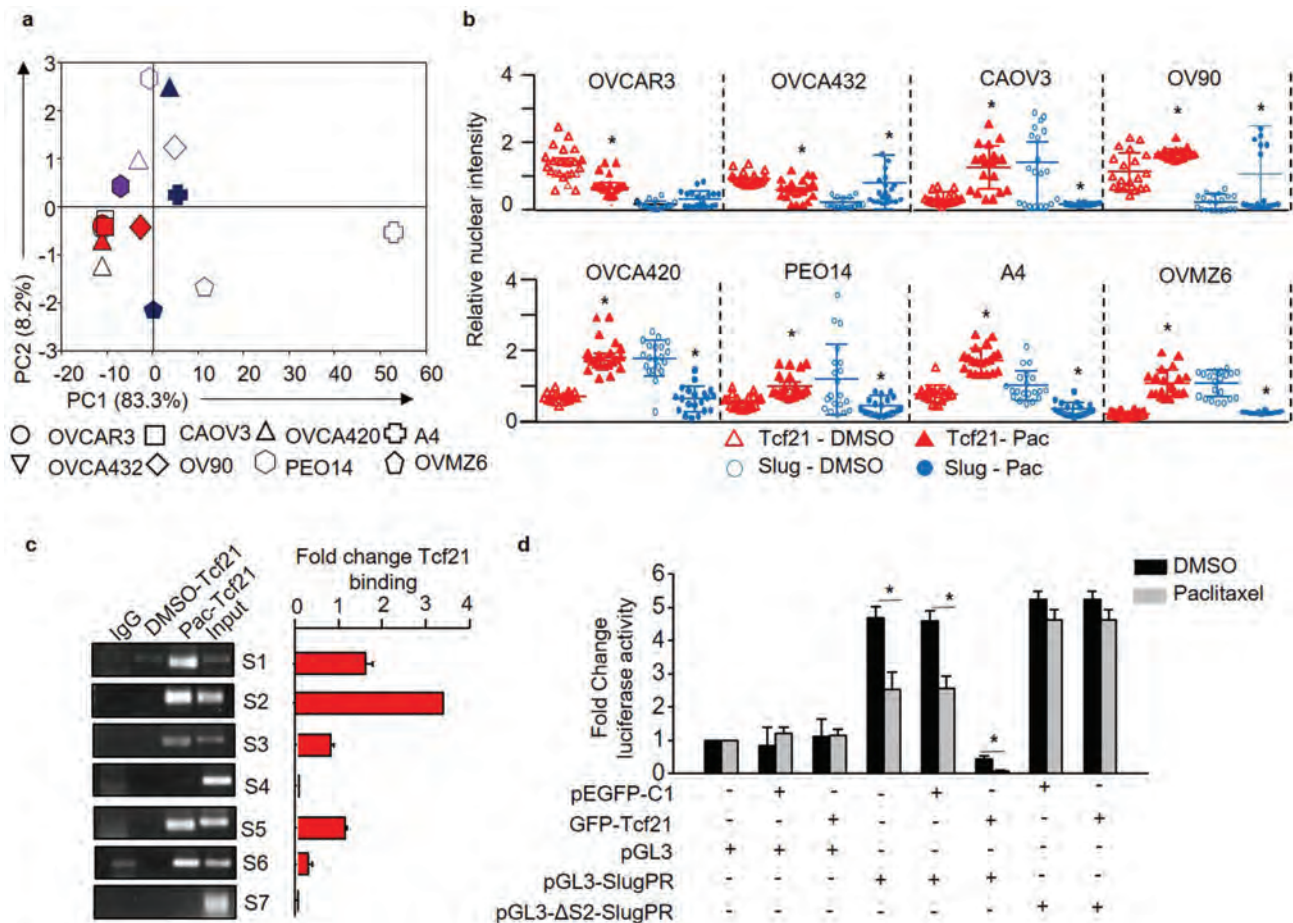 a
3
2
1
0
-1
-2
-3
-20 -10 0 10 20 30 40 50 60
PC2 (8.2%)
PC1 (83.3%)
OVCAR3 CAOV3 OVCA420 A4
OVCA432 OV90 PEO14 OVMZ6
b
Relative nuclear intensity
4
2
0
OVCAR3 OVCA432 CAOV3 OV90
* * * * * *
4
2
0
OVCA420 PEO14 A4 OVMZ6
* * * * * * * *
Tcf21 - DMSO Tcf21- Pac
Slug - DMSO Slug - Pac
c
IgG
DMSO-Tcf21
Pac-Tcf21
Input
Fold change Tcf21
binding
0 1 2 3 4
S1
S2
S3
S4
S5
S6
S7
d
DMSO
Paclitaxel
Fold Change
luciferase activity
6
5
4
3
2
1
0
* * *
pEGFP-C1 - + - - + - + -
GFP-Tcf21 - - + - - + - +
pGL3 + + + - - - - -
pGL3-SlugPR - - - + + + - -
pGL3-ΔS2-SlugPR - - - - - - + +